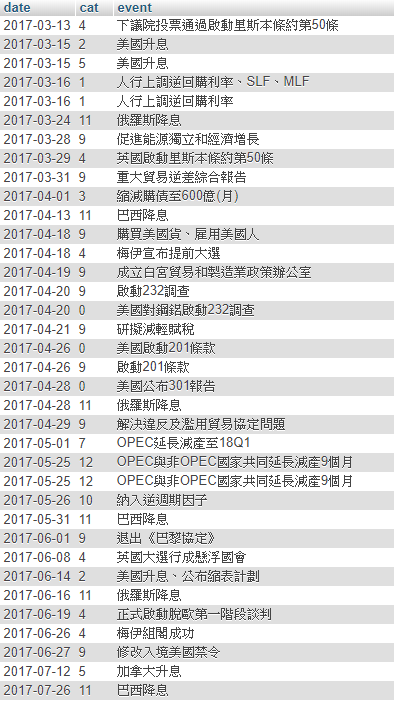 date cat event
2017-03-13 4 下議院投票通過啟動里斯本條約第50條
2017-03-15 2 美國升息
2017-03-15 5 美國升息
2017-03-16 1 人行上調逆回購利率、SLF、MLF
2017-03-16 1 人行上調逆回購利率
2017-03-24 11 俄羅斯降息
2017-03-28 9 促進能源獨立和經濟增長
2017-03-29 4 英國啟動里斯本條約第50條
2017-03-31 9 重大貿易逆差綜合報告
2017-04-01 3 縮減購債至600億(月)
2017-04-13 11 巴西降息
2017-04-18 9 購買美國貨、雇用美國人
2017-04-18 4 梅伊宣布提前大選
2017-04-19 9 成立白宮貿易和製造業政策辦公室
2017-04-20 9 啟動232調查
2017-04-20 0 美國對鋼鋁啟動232調查
2017-04-21 9 研擬減輕賦稅
2017-04-26 0 美國啟動201條款
2017-04-26 9 啟動201條款
2017-04-28 0 美國公布301報告
2017-04-28 11 俄羅斯降息
2017-04-29 9 解決違反及濫用貿易協定問題
2017-05-01 7 OPEC延長減產至18Q1
2017-05-25 12 OPEC與非OPEC國家共同延長減產9個月
2017-05-25 12 OPEC與非OPEC國家共同延長減產9個月
2017-05-26 10 納入逆週期因子
2017-05-31 11 巴西降息
2017-06-01 9 退出《巴黎協定》
2017-06-08 4 英國大選行成懸浮國會
2017-06-14 2 美國升息、公布縮表計劃
2017-06-16 11 俄羅斯降息
2017-06-19 4 正式啟動脫歐第一階段談判
2017-06-26 4 梅伊組閣成功
2017-06-27 9 修改入境美國禁令
2017-07-12 5 加拿大升息
2017-07-26 11 巴西降息